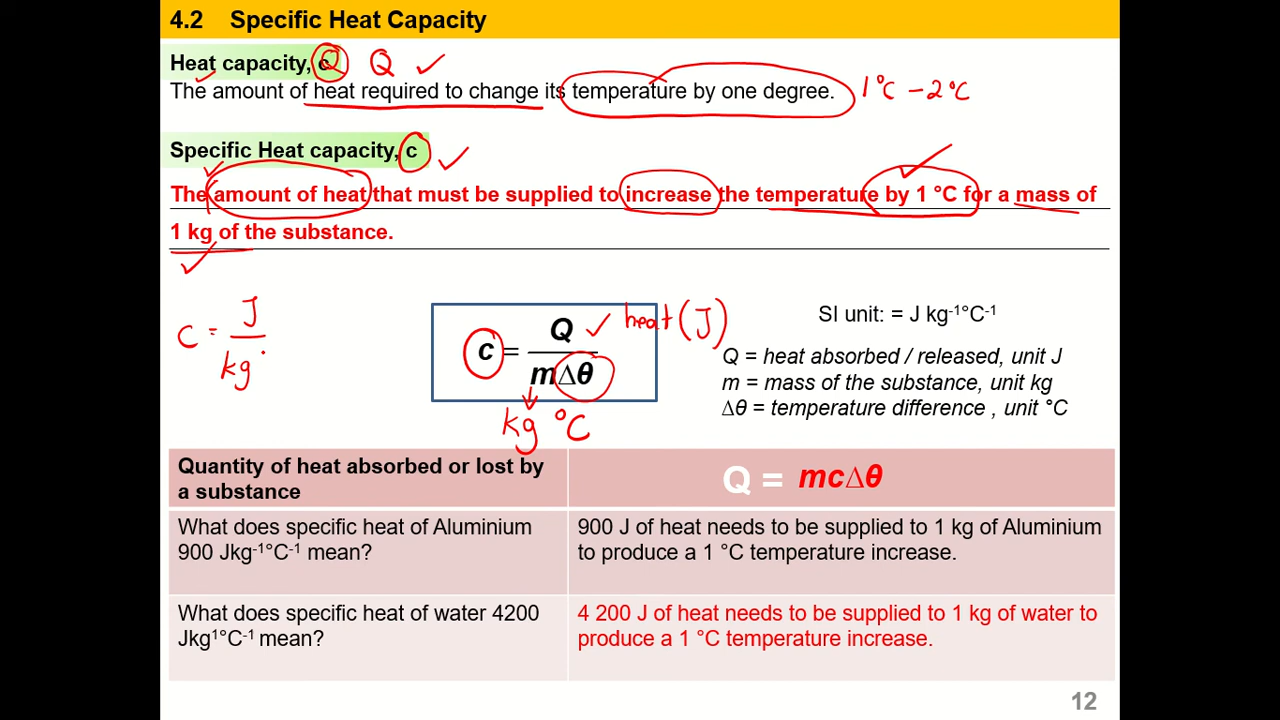 4.2 Specific Heat Capacity
Heat capacity, c Q Q
The amount of heat required to change its temperature by one degree. 1°C - 2°C
Specific Heat capacity, c
The amount of heat that must be supplied to increase the temperature by 1 °C for a mass of
1 kg of the substance.
c = J / kg
c = Q / mΔθ
heat (J)
kg °C
SI unit: = J kg⁻¹°C⁻¹
Q = heat absorbed / released, unit J
m = mass of the substance, unit kg
Δθ = temperature difference , unit °C
Quantity of heat absorbed or lost by
a substance
Q = mcΔθ
What does specific heat of Aluminium
900 Jkg⁻¹°C⁻¹ mean?
900 J of heat needs to be supplied to 1 kg of Aluminium
to produce a 1 °C temperature increase.
What does specific heat of water 4200
Jkg¹°C⁻¹ mean?
4 200 J of heat needs to be supplied to 1 kg of water to
produce a 1 °C temperature increase.
12